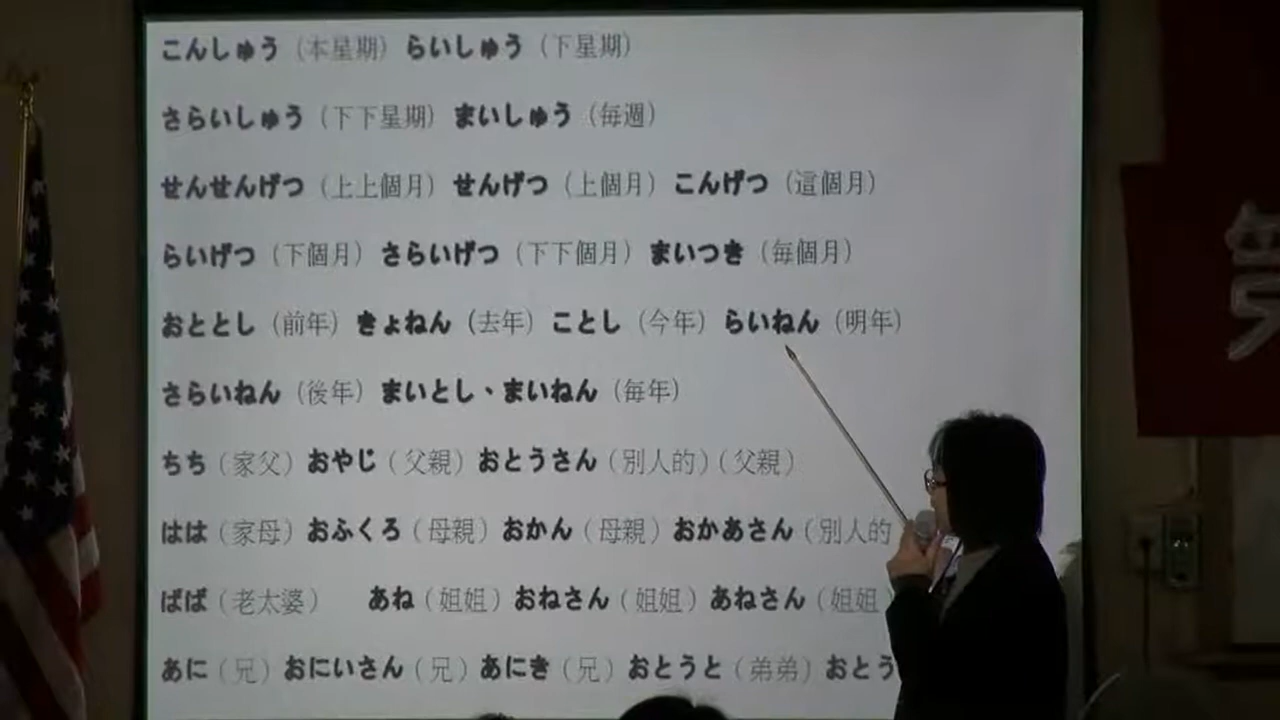 こんしゅう（本星期）らいしゅう（下星期）
さらいしゅう（下下星期）まいしゅう（每週）
せんせんげつ（上上個月）せんげつ（上個月）こんげつ（這個月）
らいげつ（下個月）さらいげつ（下下個月）まいつき（每個月）
おととし（前年）きょねん（去年）ことし（今年）らいねん（明年）
さらいねん（後年）まいとし、まいねん（每年）
ちち（家父）おやじ（父親）おとうさん（別人的）（父親）
はは（家母）おふくろ（母親）おかん（母親）おかあさん（別人的
ばば（老太婆） あね（姐姐）おねさん（姐姐）あねさん（姐姐
あに（兄）おにいさん（兄）あにき（兄）おとうと（弟弟）おとう